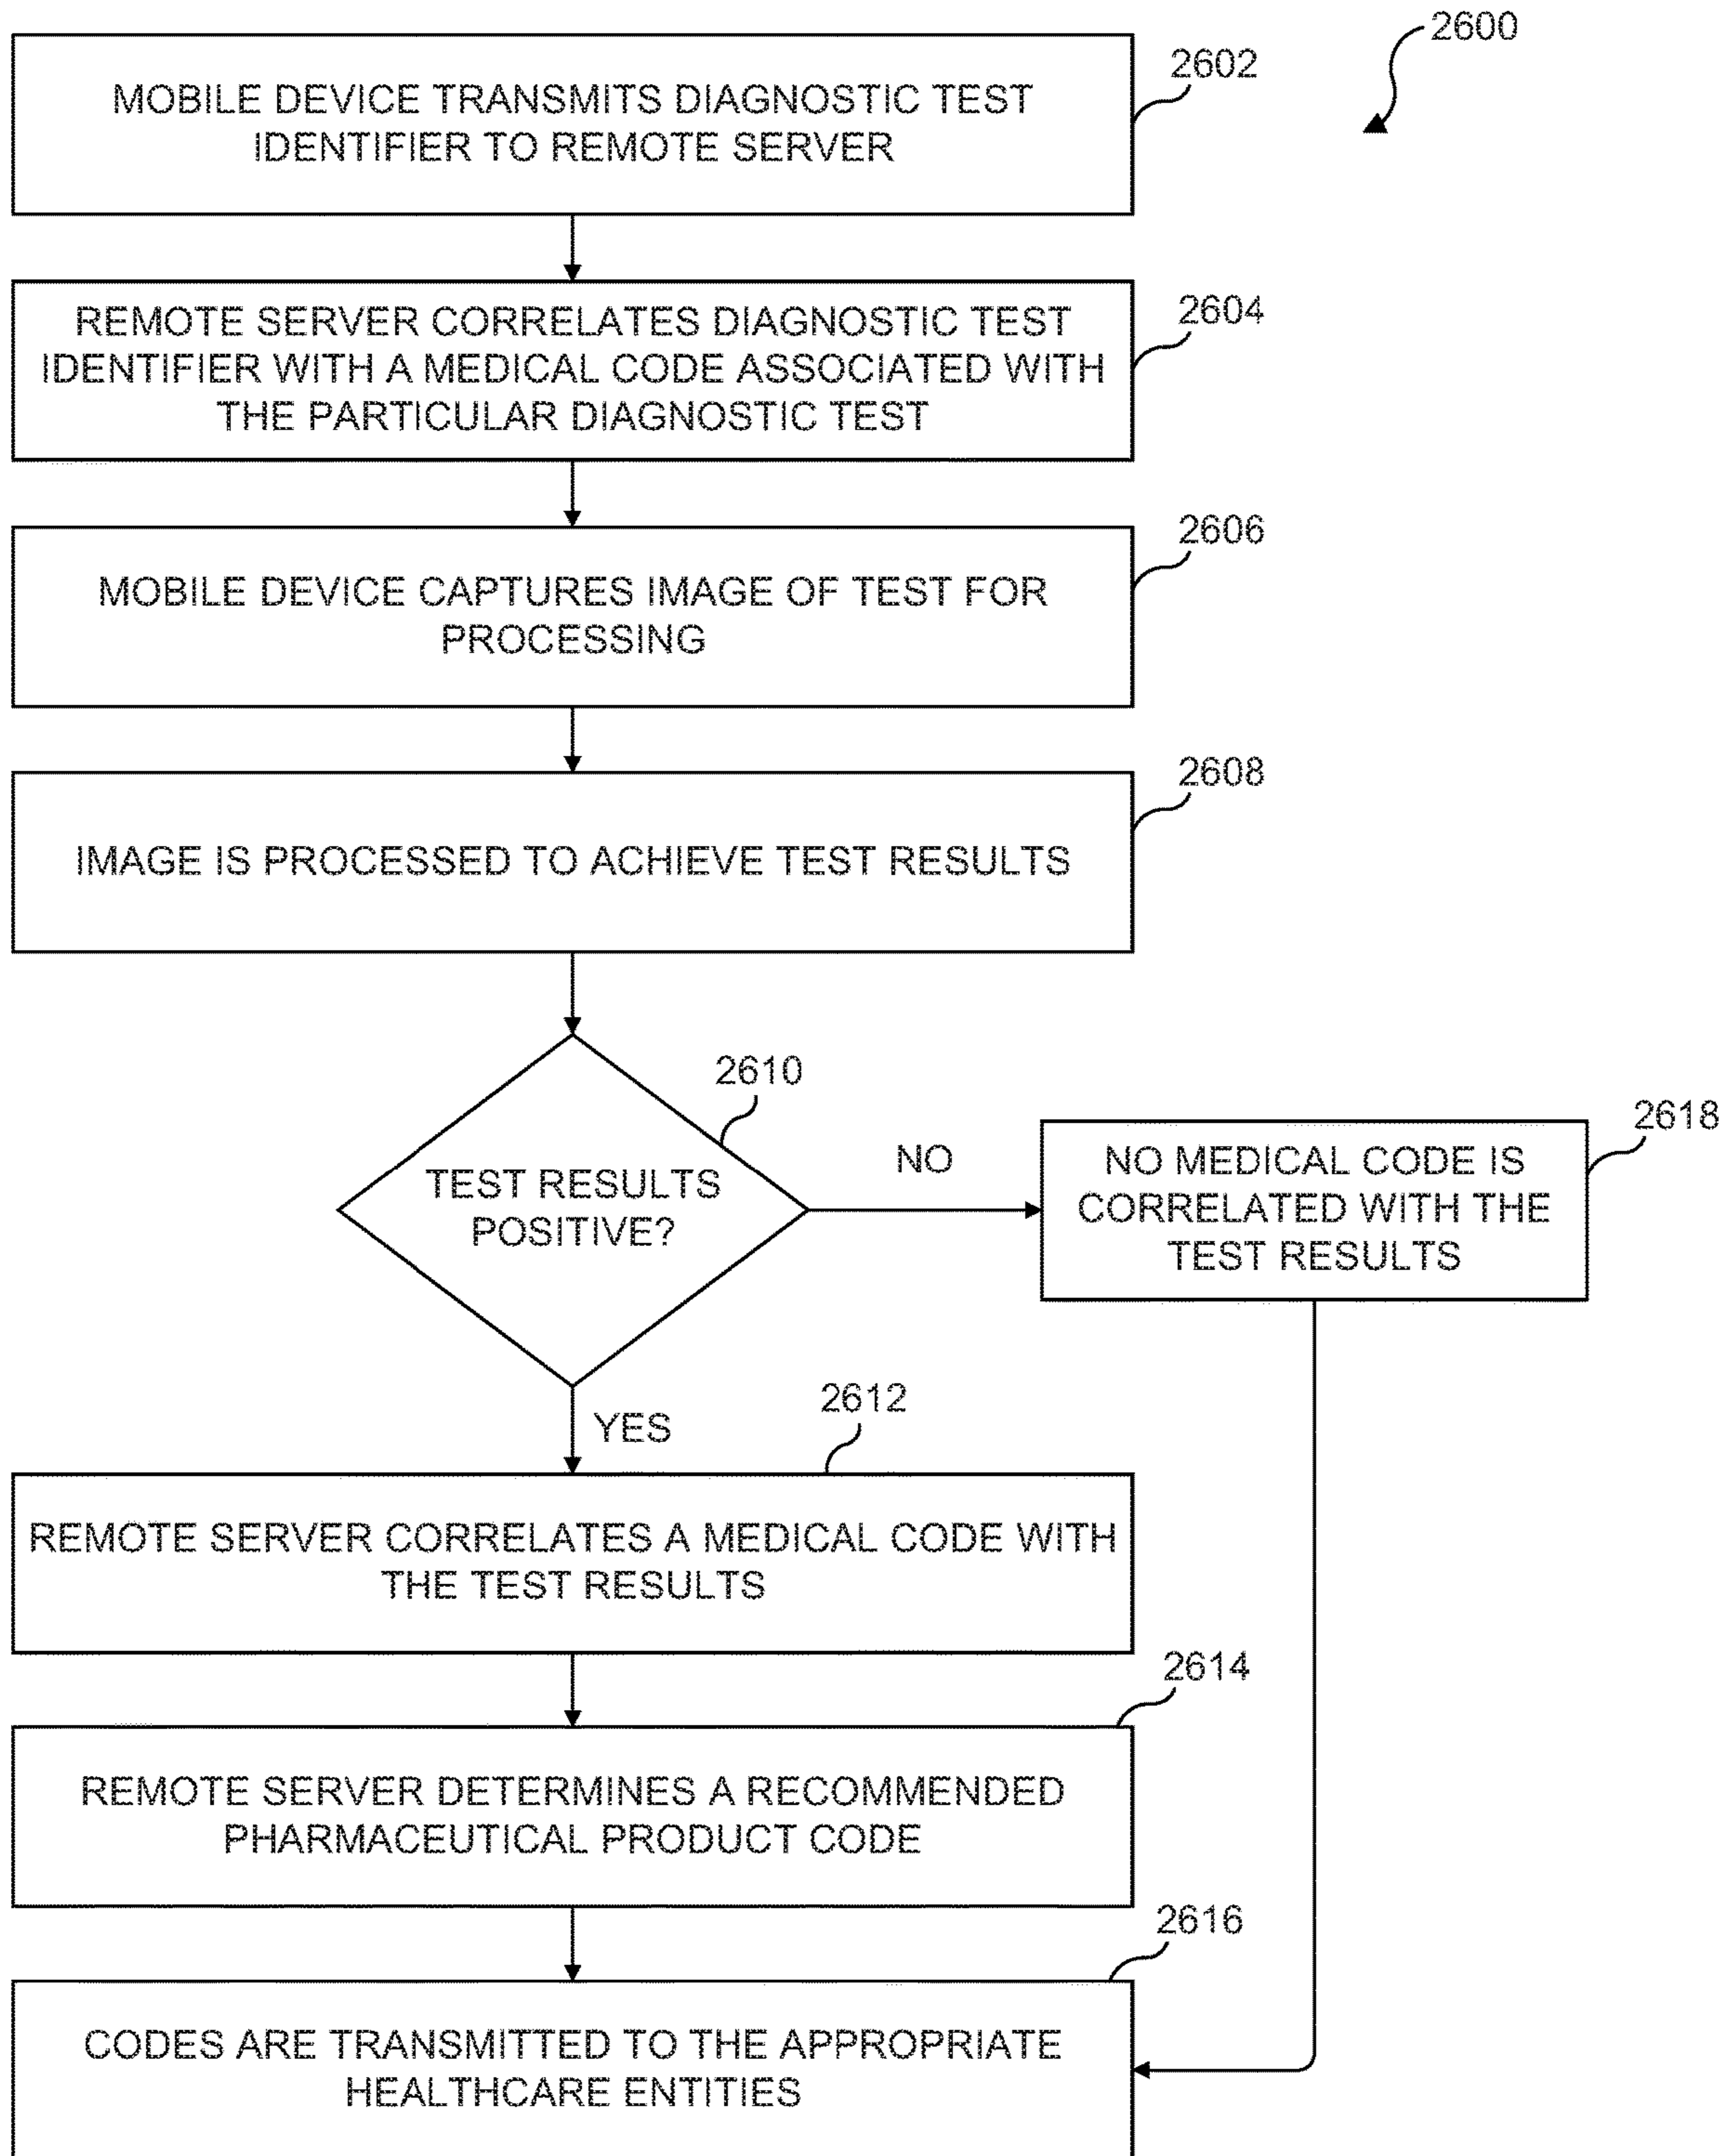 2600
2602
MOBILE DEVICE TRANSMITS DIAGNOSTIC TEST
IDENTIFIER TO REMOTE SERVER
2604
REMOTE SERVER CORRELATES DIAGNOSTIC TEST
IDENTIFIER WITH A MEDICAL CODE ASSOCIATED WITH
THE PARTICULAR DIAGNOSTIC TEST
2606
MOBILE DEVICE CAPTURES IMAGE OF TEST FOR
PROCESSING
2608
IMAGE IS PROCESSED TO ACHIEVE TEST RESULTS
2610
TEST RESULTS
POSITIVE?
NO
2618
NO MEDICAL CODE IS
CORRELATED WITH THE
TEST RESULTS
YES
2612
REMOTE SERVER CORRELATES A MEDICAL CODE WITH
THE TEST RESULTS
2614
REMOTE SERVER DETERMINES A RECOMMENDED
PHARMACEUTICAL PRODUCT CODE
2616
CODES ARE TRANSMITTED TO THE APPROPRIATE
HEALTHCARE ENTITIES